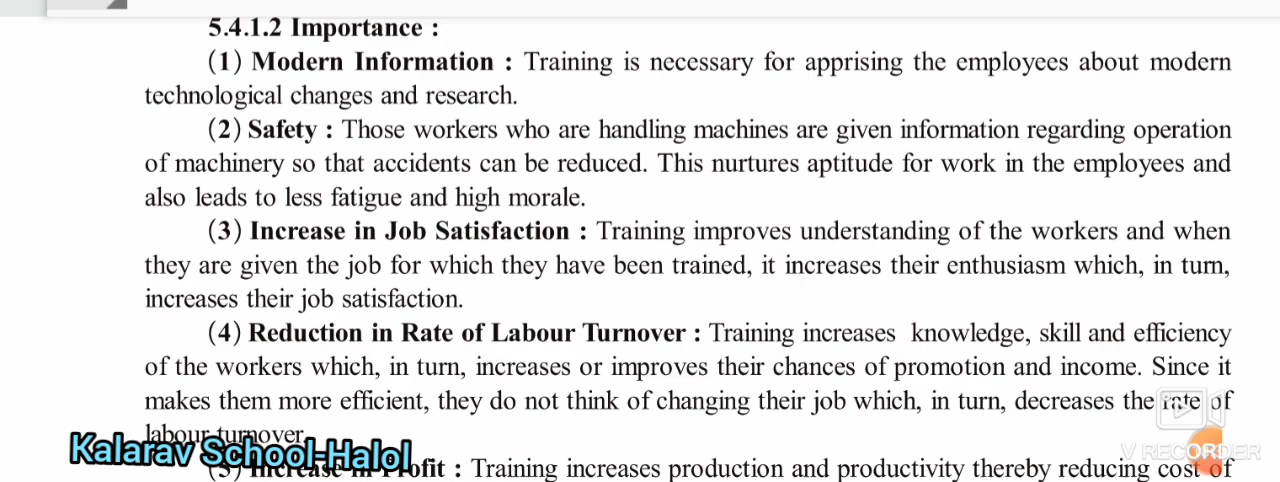 5.4.1.2 Importance :
(1) Modern Information : Training is necessary for apprising the employees about modern
technological changes and research.
(2) Safety : Those workers who are handling machines are given information regarding operation
of machinery so that accidents can be reduced. This nurtures aptitude for work in the employees and
also leads to less fatigue and high morale.
(3) Increase in Job Satisfaction : Training improves understanding of the workers and when
they are given the job for which they have been trained, it increases their enthusiasm which, in turn,
increases their job satisfaction.
(4) Reduction in Rate of Labour Turnover : Training increases knowledge, skill and efficiency
of the workers which, in turn, increases or improves their chances of promotion and income. Since it
makes them more efficient, they do not think of changing their job which, in turn, decreases the rate of
labour turnover.
Kalarav School-Halol
V RECORDER
(5) Increase in Profit : Training increases production and productivity thereby reducing cost of